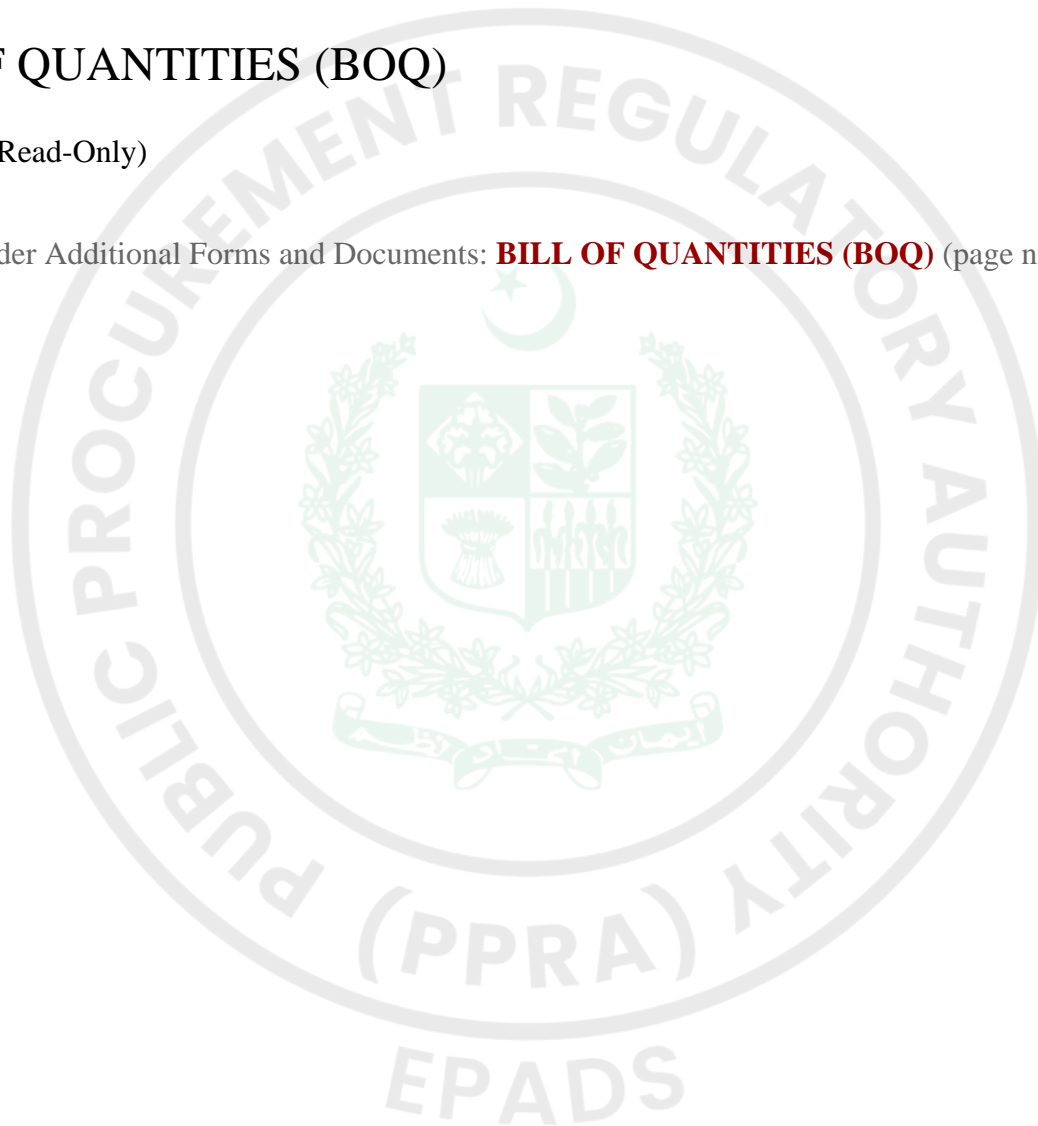 F QUANTITIES (BOQ)
Read-Only)
der Additional Forms and Documents: BILL OF QUANTITIES (BOQ) (page n
PUBLIC PROCUREMENT REGULATORY AUTHORITY
(PPRA)
EPADS